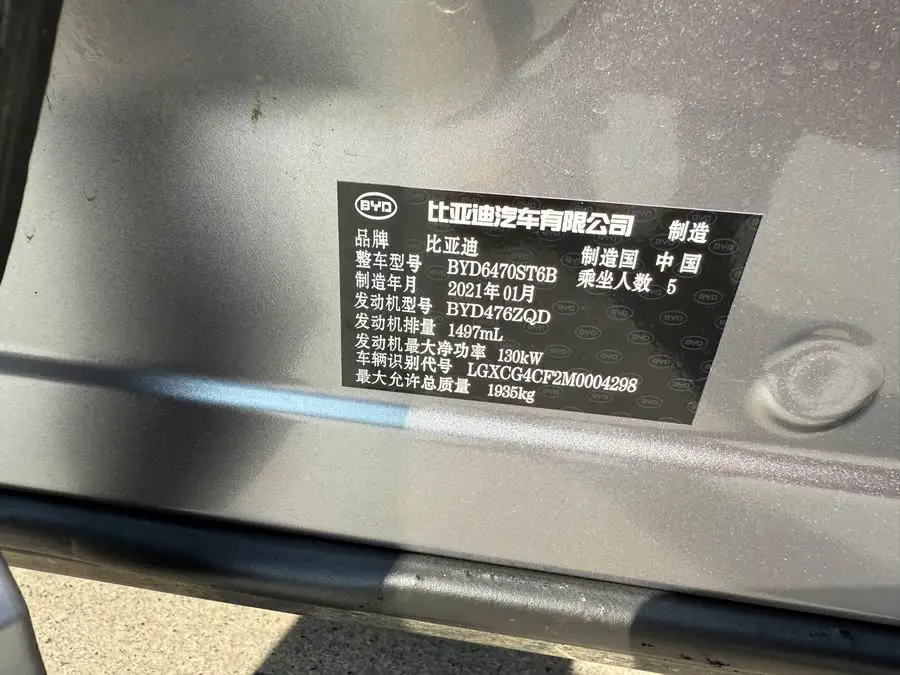 BYD 比亚迪汽车有限公司 制造
品牌 比亚迪 制造国 中国
整车型号 BYD6470ST6B 乘坐人数 5
制造年月 2021年01月
发动机型号 BYD476ZQD
发动机排量 1497mL
发动机最大净功率 130kW
车辆识别代号 LGXCG4CF2M0004298
最大允许总质量 1935kg